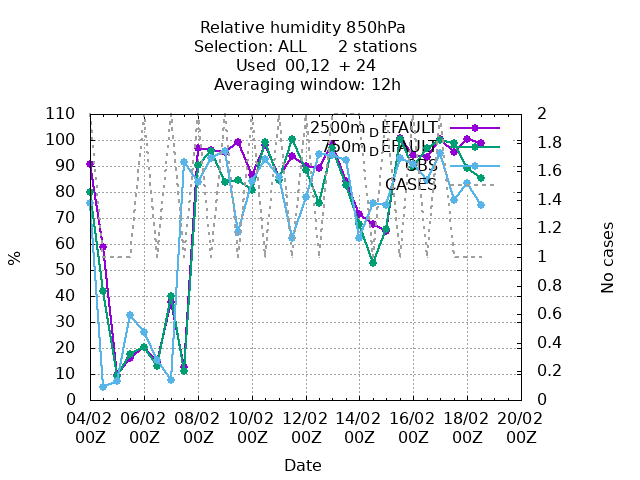 Relative humidity 850hPa
Selection: ALL 2 stations
Used 00,12 + 24
Averaging window: 12h
110
100
90
80
70
60
50
40
30
20
10
0
%
2500m DEFAULT
750m DEFAULT
OBS
CASES
2
1.8
1.6
1.4
1.2
1
0.8
0.6
0.4
0.2
0
No cases
04/02 06/02 08/02 10/02 12/02 14/02 16/02 18/02 20/02
00Z 00Z 00Z 00Z 00Z 00Z 00Z 00Z 00Z
Date